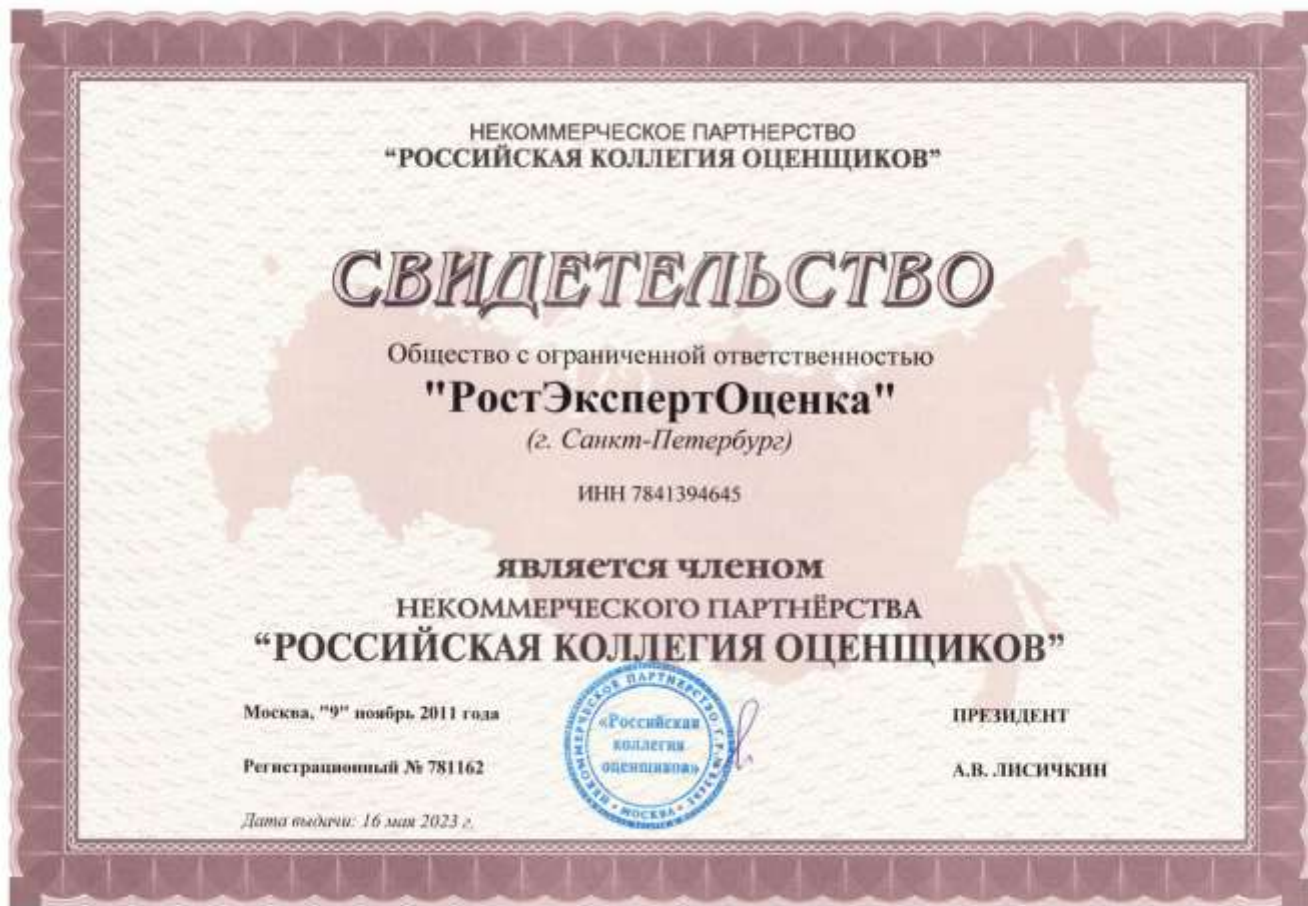 НЕКОММЕРЧЕСКОЕ ПАРТНЕРСТВО
“РОССИЙСКАЯ КОЛЛЕГИЯ ОЦЕНЩИКОВ”
СВИДЕТЕЛЬСТВО
Общество с ограниченной ответственностью
"РостЭкспертОценка"
(г. Санкт-Петербург)
ИНН 7841394645
является членом
НЕКОММЕРЧЕСКОГО ПАРТНЁРСТВА
“РОССИЙСКАЯ КОЛЛЕГИЯ ОЦЕНЩИКОВ”
Москва, "9" ноябрь 2011 года
ПРЕЗИДЕНТ
Регистрационный № 781162
А.В. ЛИСИЧКИН
Дата выдачи: 16 мая 2023 г.
НЕКОММЕРЧЕСКОЕ ПАРТНЕРСТВО
МОСКВА
«Российская
коллегия
оценщиков»